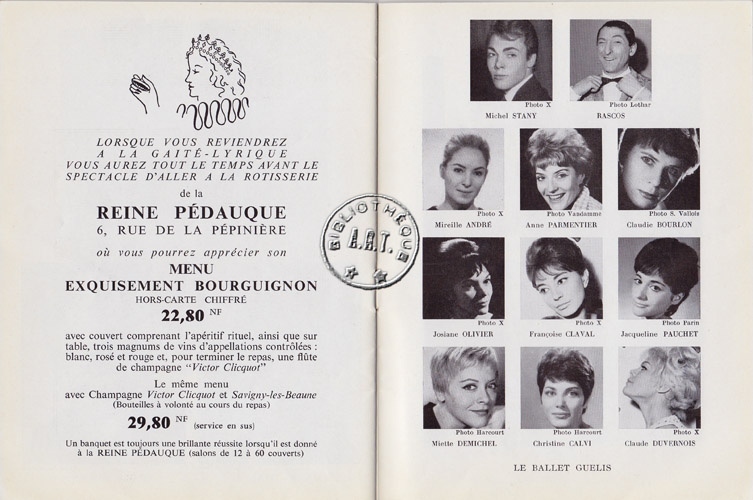 LORSQUE VOUS REVIENDREZ
A LA GAITÉ-LYRIQUE
VOUS AUREZ TOUT LE TEMPS AVANT LE
SPECTACLE D'ALLER A LA ROTISSERIE
de la
REINE PÉDAUQUE
6, RUE DE LA PÉPINIÈRE
où vous pourrez apprécier son
MENU
EXQUISEMENT BOURGUIGNON
HORS-CARTE CHIFFRÉ
22,80 NF
avec couvert comprenant l'apéritif rituel, ainsi que sur
table, trois magnums de vins d'appellations contrôlées :
blanc, rosé et rouge et, pour terminer le repas, une flûte
de champagne "Victor Clicquot"
Le même menu
avec Champagne Victor Clicquot et Savigny-les-Beaune
(Bouteilles à volonté au cours du repas)
29,80 NF (service en sus)
Un banquet est toujours une brillante réussite lorsqu'il est donné
à la REINE PÉDAUQUE (salons de 12 à 60 couverts)
BIBLIOTHÈQUE
A.R.T.
Photo X
Photo Lothar
Michel STANY
RASCOS
Photo X
Photo Vandamme
Photo S. Vallois
Mireille ANDRÉ
Anne PARMENTIER
Claudie BOURLON
Photo X
Photo X
Photo Parin
Josiane OLIVIER
Françoise CLAVAL
Jacqueline PAUCHET
Photo Harcourt
Photo Harcourt
Photo X
Miette DEMICHEL
Christine CALVI
Claude DUVERNOIS
LE BALLET GUELIS